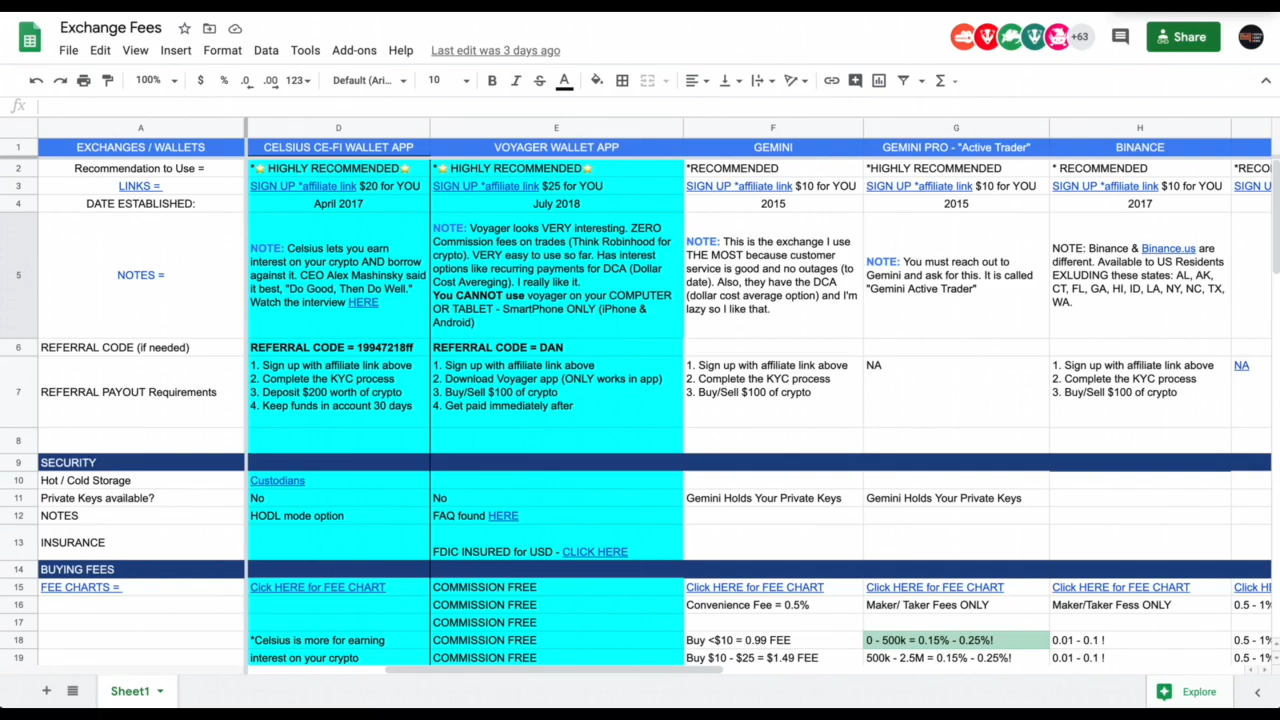 Exchange Fees
File Edit View Insert Format Data Tools Add-ons Help Last edit was 3 days ago
+63
Share
100% $ % .0 .00 123 Default (Ari... 10 B I S A
fx
A D E F G H
1 EXCHANGES / WALLETS CELSIUS CE-FI WALLET APP VOYAGER WALLET APP GEMINI GEMINI PRO - "Active Trader" BINANCE
2 Recommendation to Use = *⭐ HIGHLY RECOMMENDED⭐ *⭐ HIGHLY RECOMMENDED⭐ *RECOMMENDED *HIGHLY RECOMMENDED * RECOMMENDED *RECO
3 LINKS = SIGN UP *affiliate link $20 for YOU SIGN UP *affiliate link $25 for YOU SIGN UP *affiliate link $10 for YOU SIGN UP *affiliate link $10 for YOU SIGN UP *affiliate link $10 for YOU SIGN U
4 DATE ESTABLISHED: April 2017 July 2018 2015 2015 2017
5 NOTES =
NOTE: Celsius lets you earn
interest on your crypto AND borrow
against it. CEO Alex Mashinsky said
it best, "Do Good, Then Do Well."
Watch the interview HERE
NOTE: Voyager looks VERY interesting. ZERO
Commission fees on trades (Think Robinhood for
crypto). VERY easy to use so far. Has interest
options like recurring payments for DCA (Dollar
Cost Avereging). I really like it.
You CANNOT use voyager on your COMPUTER
OR TABLET - SmartPhone ONLY (iPhone &
Android)
NOTE: This is the exchange I use
THE MOST because customer
service is good and no outages (to
date). Also, they have the DCA
(dollar cost average option) and I'm
lazy so I like that.
NOTE: You must reach out to
Gemini and ask for this. It is called
"Gemini Active Trader"
NOTE: Binance & Binance.us are
different. Available to US Residents
EXLUDING these states: AL, AK,
CT, FL, GA, HI, ID, LA, NY, NC, TX,
WA.
6 REFERRAL CODE (if needed) REFERRAL CODE = 19947218ff REFERRAL CODE = DAN
7 REFERRAL PAYOUT Requirements
1. Sign up with affiliate link above
2. Complete the KYC process
3. Deposit $200 worth of crypto
4. Keep funds in account 30 days
1. Sign up with affiliate link above
2. Download Voyager app (ONLY works in app)
3. Buy/Sell $100 of crypto
4. Get paid immediately after
1. Sign up with affiliate link above
2. Complete the KYC process
3. Buy/Sell $100 of crypto
NA
1. Sign up with affiliate link above
2. Complete the KYC process
3. Buy/Sell $100 of crypto
NA
8
9 SECURITY
10 Hot / Cold Storage Custodians
11 Private Keys available? No No Gemini Holds Your Private Keys Gemini Holds Your Private Keys
12 NOTES HODL mode option FAQ found HERE
13 INSURANCE FDIC INSURED for USD - CLICK HERE
14 BUYING FEES
15 FEE CHARTS = Cick HERE for FEE CHART COMMISSION FREE Click HERE for FEE CHART Click HERE for FEE CHART Click HERE for FEE CHART Click HI
16 COMMISSION FREE Convenience Fee = 0.5% Maker/ Taker Fees ONLY Maker/Taker Fess ONLY 0.5 - 1%
17 COMMISSION FREE
18 *Celsius is more for earning COMMISSION FREE Buy <$10 = 0.99 FEE 0 - 500k = 0.15% - 0.25%! 0.01 - 0.1 ! 0.5 - 1%
19 interest on your crypto COMMISSION FREE Buy $10 - $25 = $1.49 FEE 500k - 2.5M = 0.15% - 0.25%! 0.01 - 0.1 ! 0.5 - 1%
Sheet1
Explore